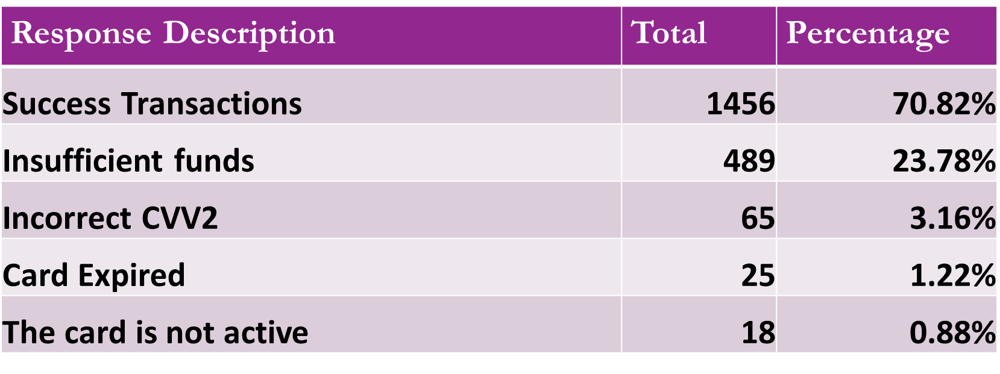 Response Description Total Percentage
Success Transactions 1456 70.82%
Insufficient funds 489 23.78%
Incorrect CVV2 65 3.16%
Card Expired 25 1.22%
The card is not active 18 0.88%